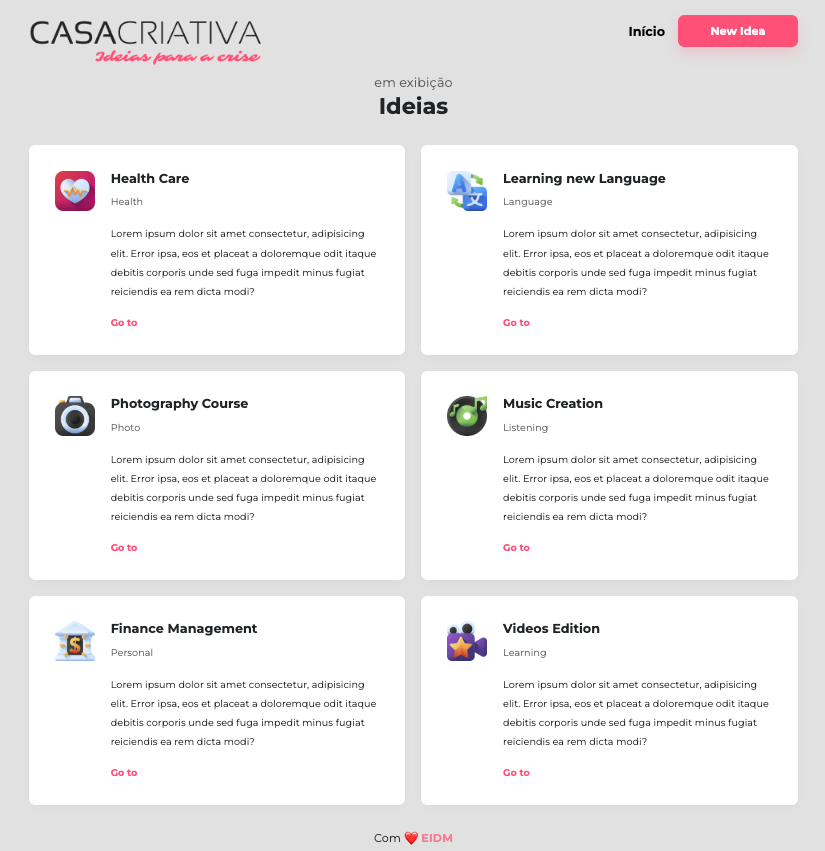 CASACRIATIVA
Ideias para a crise
Início
New Idea
em exibição
Ideias
Health Care
Health
Lorem ipsum dolor sit amet consectetur, adipisicing
elit. Error ipsa, eos et placeat a doloremque odit itaque
debitis corporis unde sed fuga impedit minus fugiat
reiciendis ea rem dicta modi?
Go to
A
文
Learning new Language
Language
Lorem ipsum dolor sit amet consectetur, adipisicing
elit. Error ipsa, eos et placeat a doloremque odit itaque
debitis corporis unde sed fuga impedit minus fugiat
reiciendis ea rem dicta modi?
Go to
Photography Course
Photo
Lorem ipsum dolor sit amet consectetur, adipisicing
elit. Error ipsa, eos et placeat a doloremque odit itaque
debitis corporis unde sed fuga impedit minus fugiat
reiciendis ea rem dicta modi?
Go to
Music Creation
Listening
Lorem ipsum dolor sit amet consectetur, adipisicing
elit. Error ipsa, eos et placeat a doloremque odit itaque
debitis corporis unde sed fuga impedit minus fugiat
reiciendis ea rem dicta modi?
Go to
$
Finance Management
Personal
Lorem ipsum dolor sit amet consectetur, adipisicing
elit. Error ipsa, eos et placeat a doloremque odit itaque
debitis corporis unde sed fuga impedit minus fugiat
reiciendis ea rem dicta modi?
Go to
Videos Edition
Learning
Lorem ipsum dolor sit amet consectetur, adipisicing
elit. Error ipsa, eos et placeat a doloremque odit itaque
debitis corporis unde sed fuga impedit minus fugiat
reiciendis ea rem dicta modi?
Go to
Com ❤️ EIDM